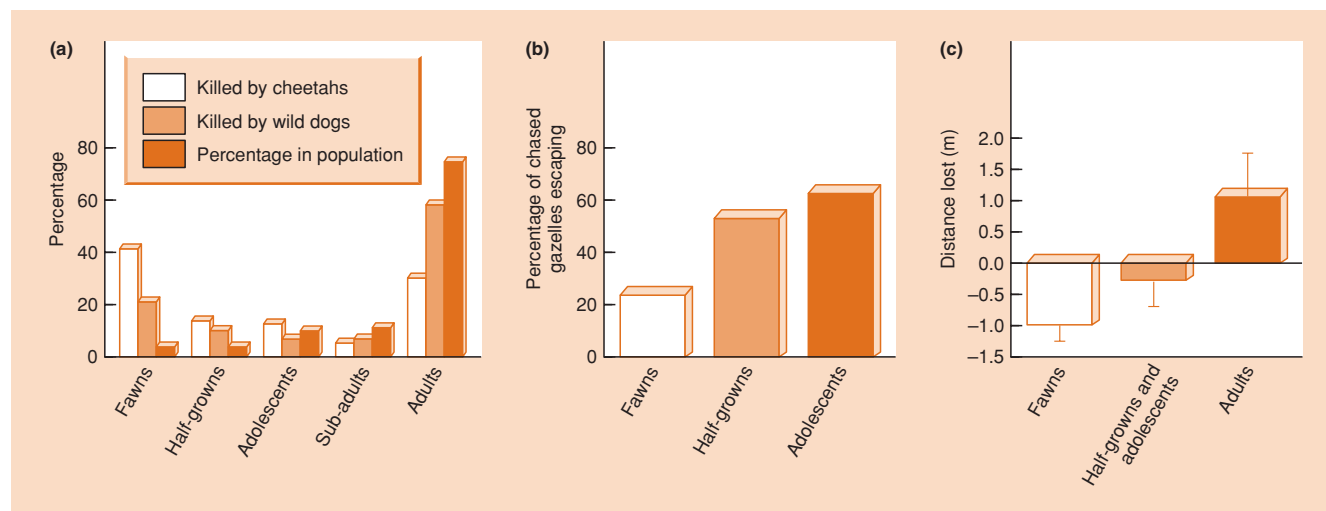 (a)
Killed by cheetahs
Killed by wild dogs
Percentage in population
Percentage
80
60
40
20
0
Fawns
Half-growns
Adolescents
Sub-adults
Adults
(b)
Percentage of chased
gazelles escaping
80
60
40
20
0
Fawns
Half-growns
Adolescents
(c)
Distance lost (m)
2.0
1.5
1.0
0.5
0.0
–0.5
–1.0
–1.5
Fawns
Half-growns and
adolescents
Adults